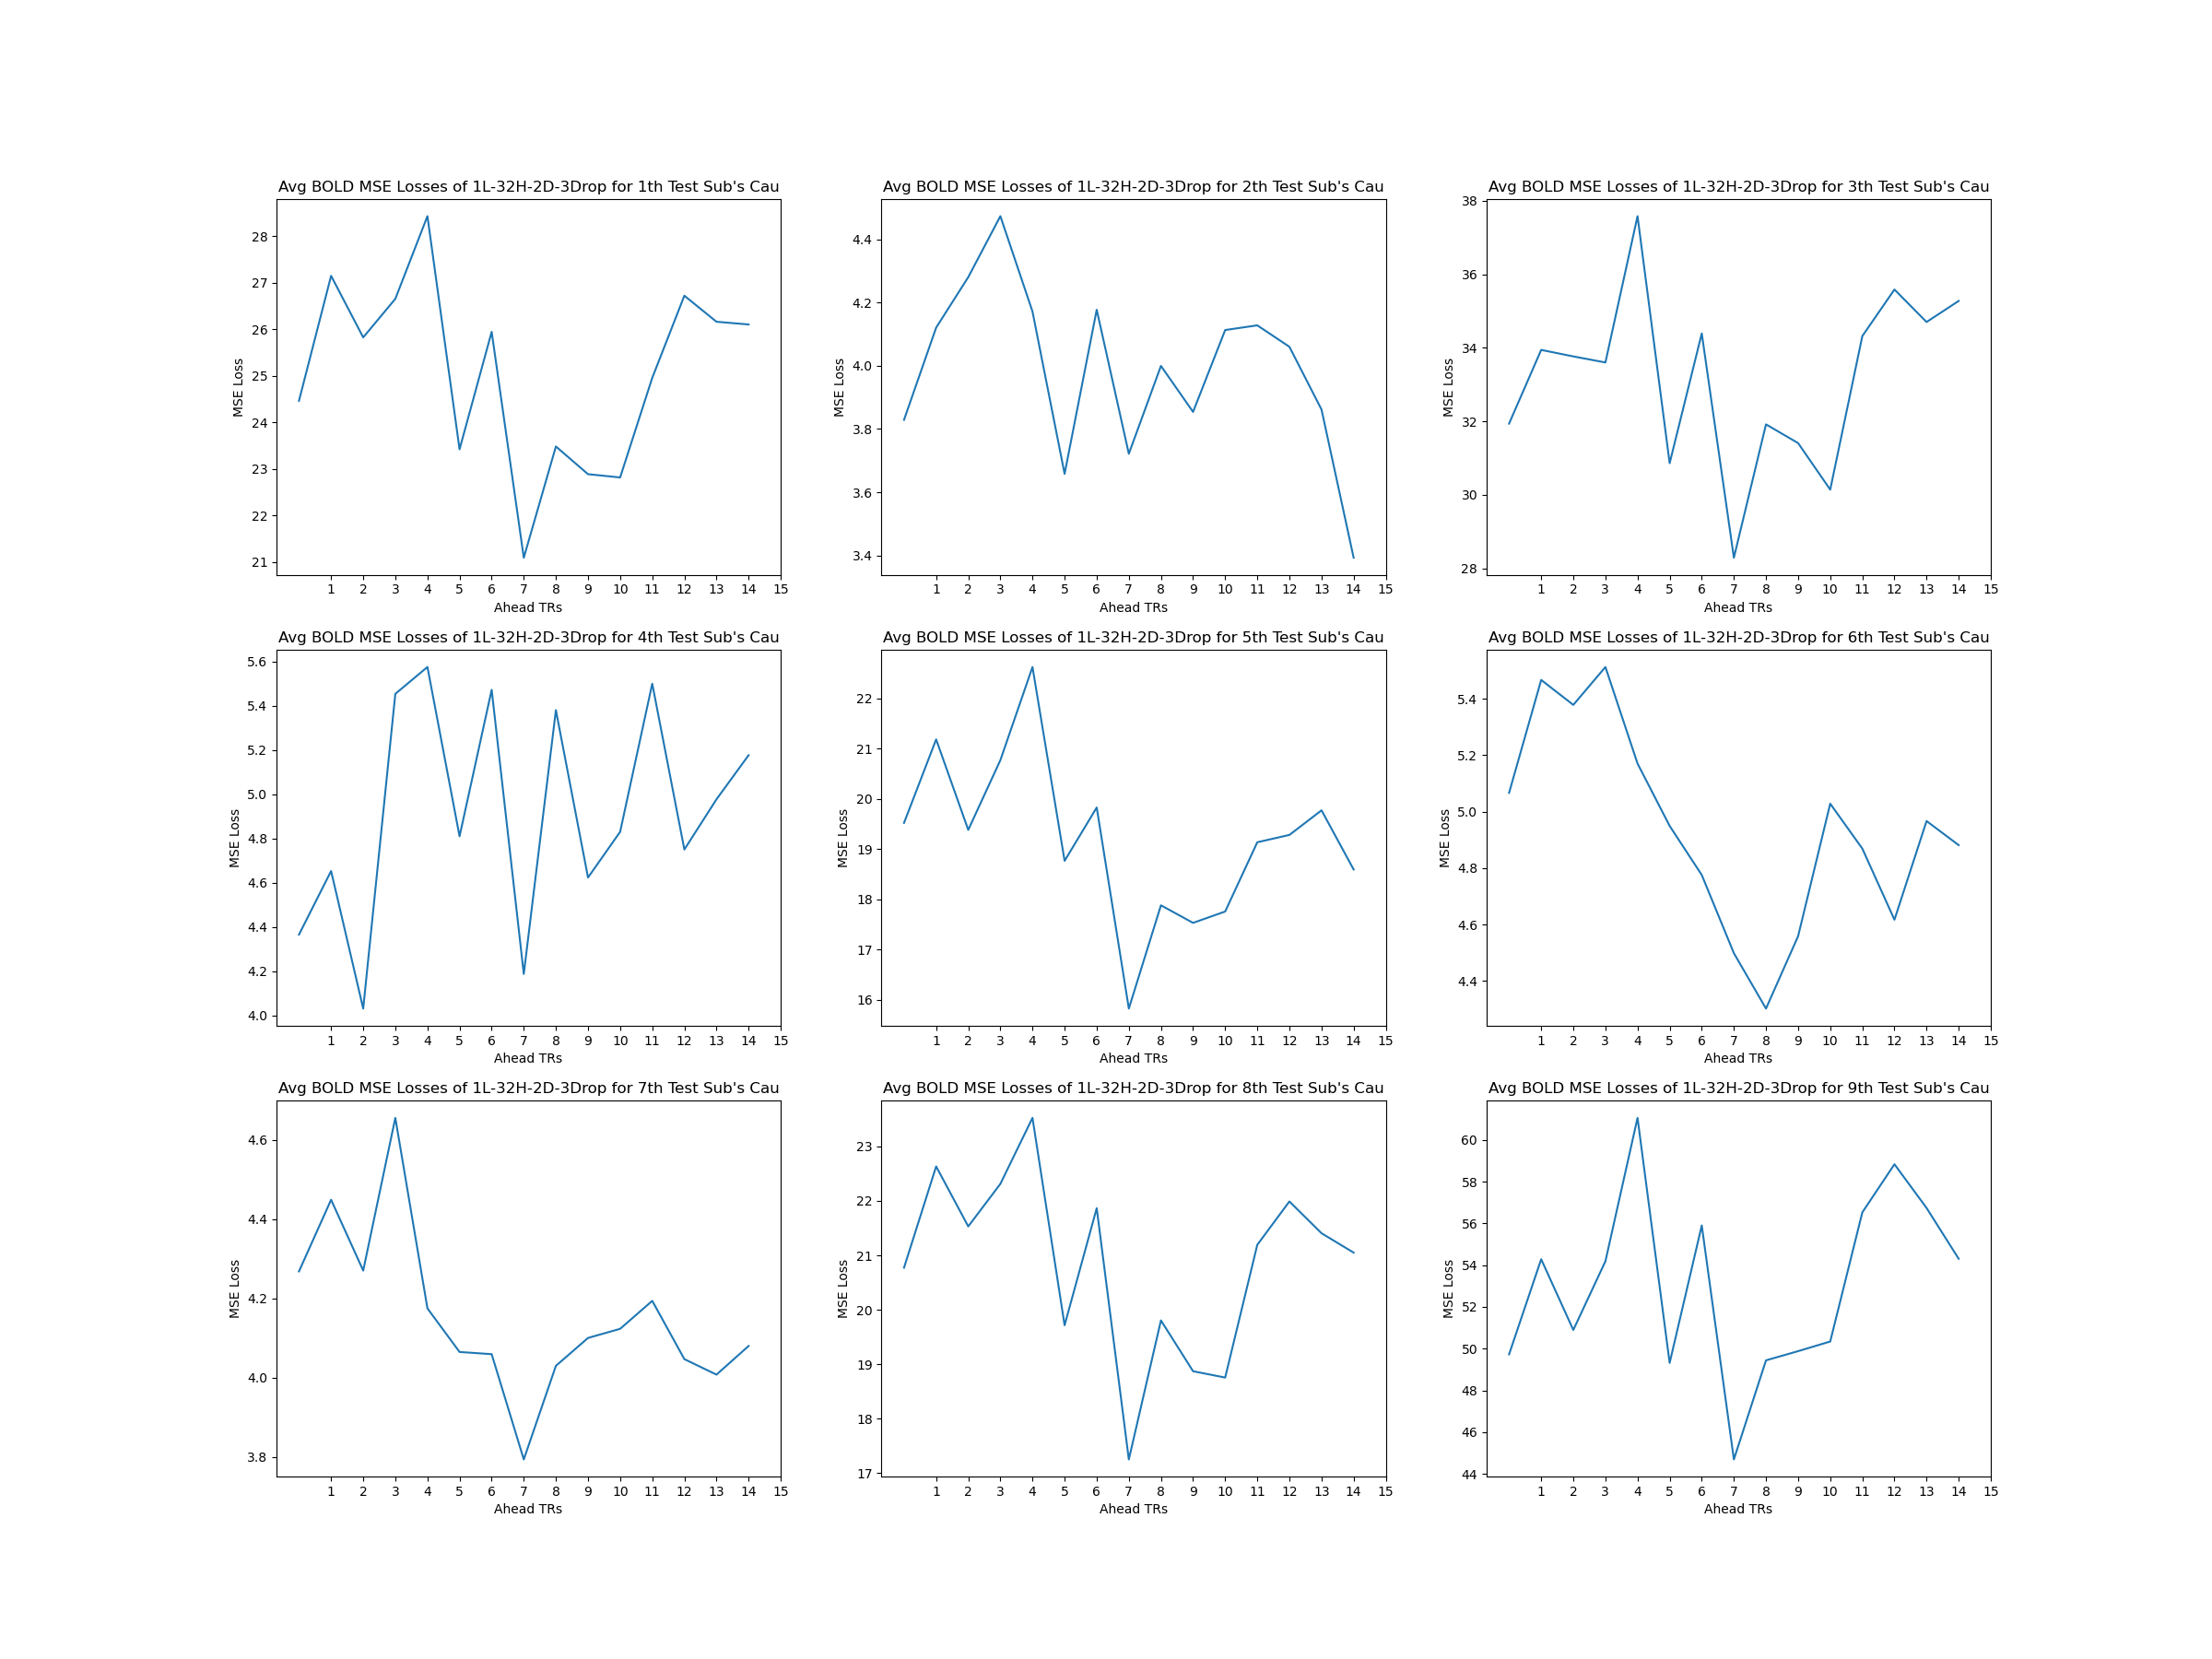 Avg BOLD MSE Losses of 1L-32H-2D-3Drop for 1th Test Sub's Cau
28
27
26
25
24
23
22
21
MSE Loss
1 2 3 4 5 6 7 8 9 10 11 12 13 14 15
Ahead TRs
Avg BOLD MSE Losses of 1L-32H-2D-3Drop for 2th Test Sub's Cau
4.4
4.2
4.0
3.8
3.6
3.4
MSE Loss
1 2 3 4 5 6 7 8 9 10 11 12 13 14 15
Ahead TRs
Avg BOLD MSE Losses of 1L-32H-2D-3Drop for 3th Test Sub's Cau
38
36
34
32
30
28
MSE Loss
1 2 3 4 5 6 7 8 9 10 11 12 13 14 15
Ahead TRs
Avg BOLD MSE Losses of 1L-32H-2D-3Drop for 4th Test Sub's Cau
5.6
5.4
5.2
5.0
4.8
4.6
4.4
4.2
4.0
MSE Loss
1 2 3 4 5 6 7 8 9 10 11 12 13 14 15
Ahead TRs
Avg BOLD MSE Losses of 1L-32H-2D-3Drop for 5th Test Sub's Cau
22
21
20
19
18
17
16
MSE Loss
1 2 3 4 5 6 7 8 9 10 11 12 13 14 15
Ahead TRs
Avg BOLD MSE Losses of 1L-32H-2D-3Drop for 6th Test Sub's Cau
5.4
5.2
5.0
4.8
4.6
4.4
MSE Loss
1 2 3 4 5 6 7 8 9 10 11 12 13 14 15
Ahead TRs
Avg BOLD MSE Losses of 1L-32H-2D-3Drop for 7th Test Sub's Cau
4.6
4.4
4.2
4.0
3.8
MSE Loss
1 2 3 4 5 6 7 8 9 10 11 12 13 14 15
Ahead TRs
Avg BOLD MSE Losses of 1L-32H-2D-3Drop for 8th Test Sub's Cau
23
22
21
20
19
18
17
MSE Loss
1 2 3 4 5 6 7 8 9 10 11 12 13 14 15
Ahead TRs
Avg BOLD MSE Losses of 1L-32H-2D-3Drop for 9th Test Sub's Cau
60
58
56
54
52
50
48
46
44
MSE Loss
1 2 3 4 5 6 7 8 9 10 11 12 13 14 15
Ahead TRs